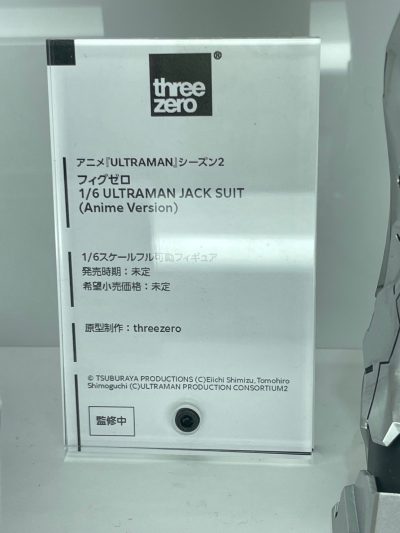 three
zero
®
アニメ『ULTRAMAN』シーズン2
フィグゼロ
1/6 ULTRAMAN JACK SUIT
(Anime Version)
1/6スケールフル可動フィギュア
発売時期：未定
希望小売価格：未定
原型制作：threezero
© TSUBURAYA PRODUCTIONS (C)Eiichi Shimizu,Tomohiro
Shimoguchi (C)ULTRAMAN PRODUCTION CONSORTIUM2
監修中